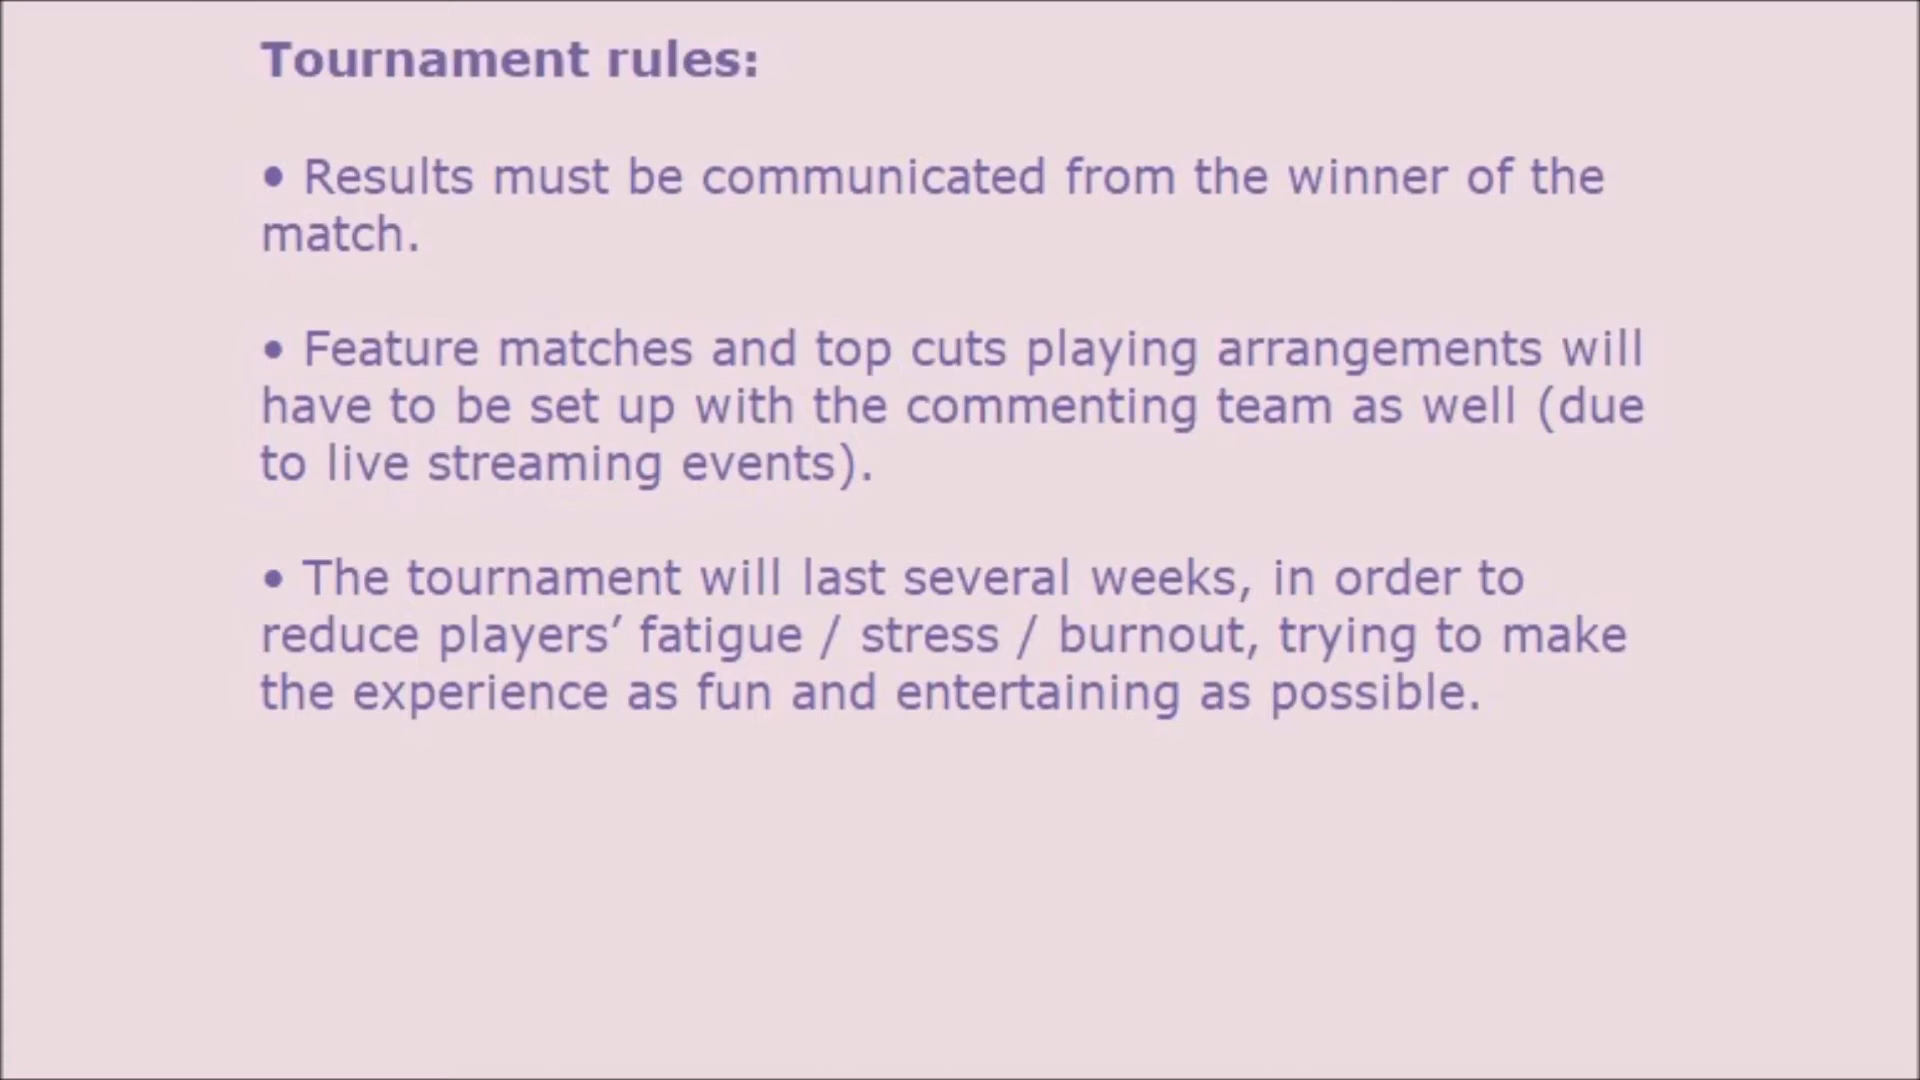 Tournament rules:
• Results must be communicated from the winner of the
match.
• Feature matches and top cuts playing arrangements will
have to be set up with the commenting team as well (due
to live streaming events).
• The tournament will last several weeks, in order to
reduce players’ fatigue / stress / burnout, trying to make
the experience as fun and entertaining as possible.